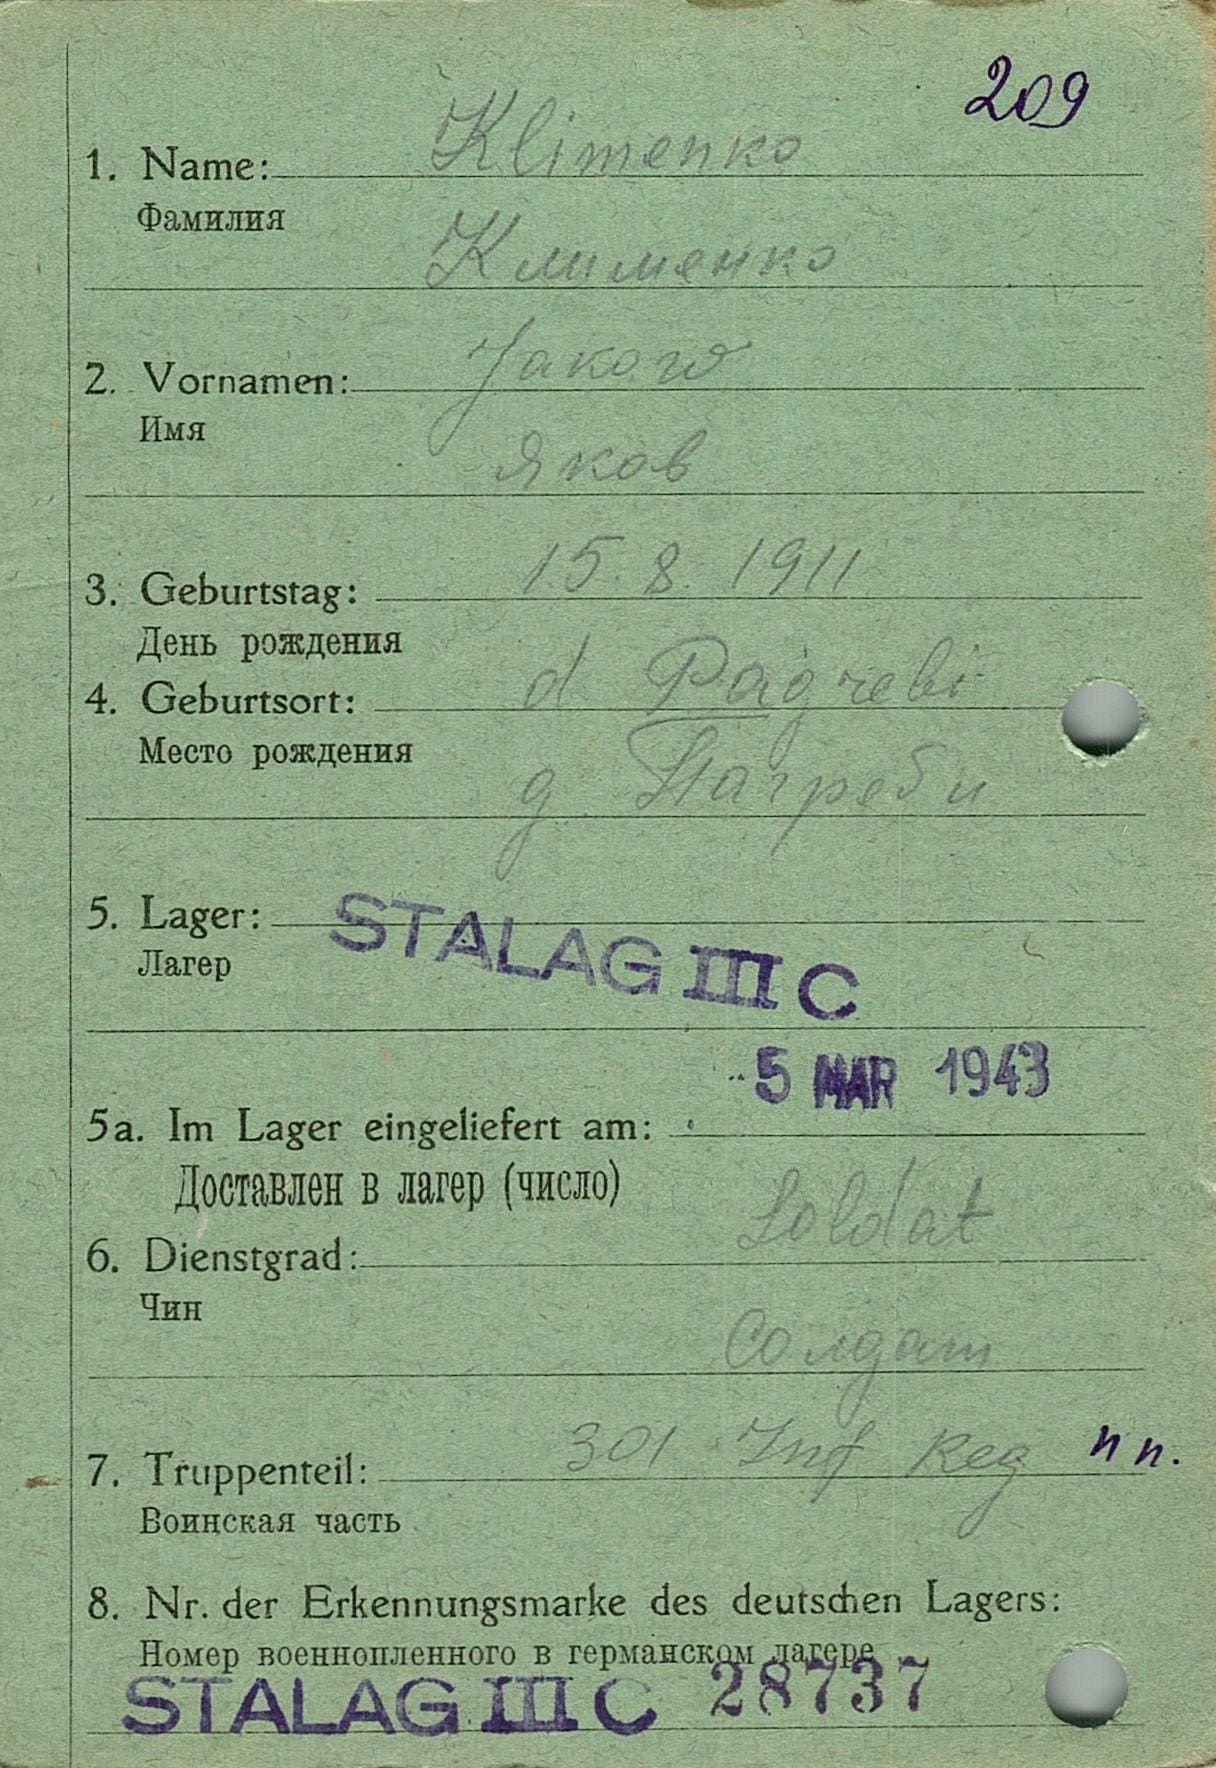 209
1. Name: Klimenko
Фамилия
Клименко
2. Vornamen: Jakow
Имя
Яков
3. Geburtstag: 15 8 1911
День рождения
4. Geburtsort: d Pagrebi
Место рождения
д. Пагреби
5. Lager: STALAG III C
Лагер
5 MAR 1943
5a. Im Lager eingeliefert am:
Доставлен в лагер (число)
6. Dienstgrad: Soldat
Чин
Солдат
7. Truppenteil: 301 Inf Reg п п.
Воинская часть
8. Nr. der Erkennungsmarke des deutschen Lagers:
Номер военнопленного в германском лагере
STALAG III C 28737